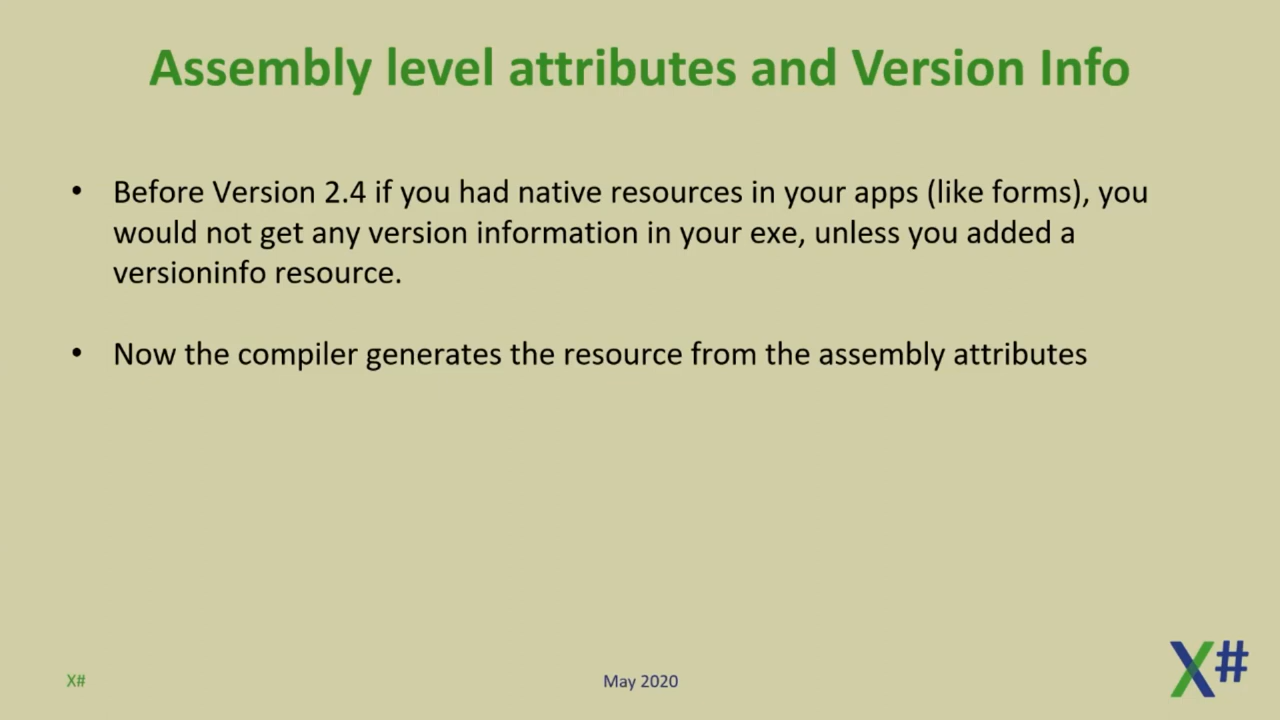 Assembly level attributes and Version Info
• Before Version 2.4 if you had native resources in your apps (like forms), you
would not get any version information in your exe, unless you added a
versioninfo resource.
• Now the compiler generates the resource from the assembly attributes
X#
May 2020
X#